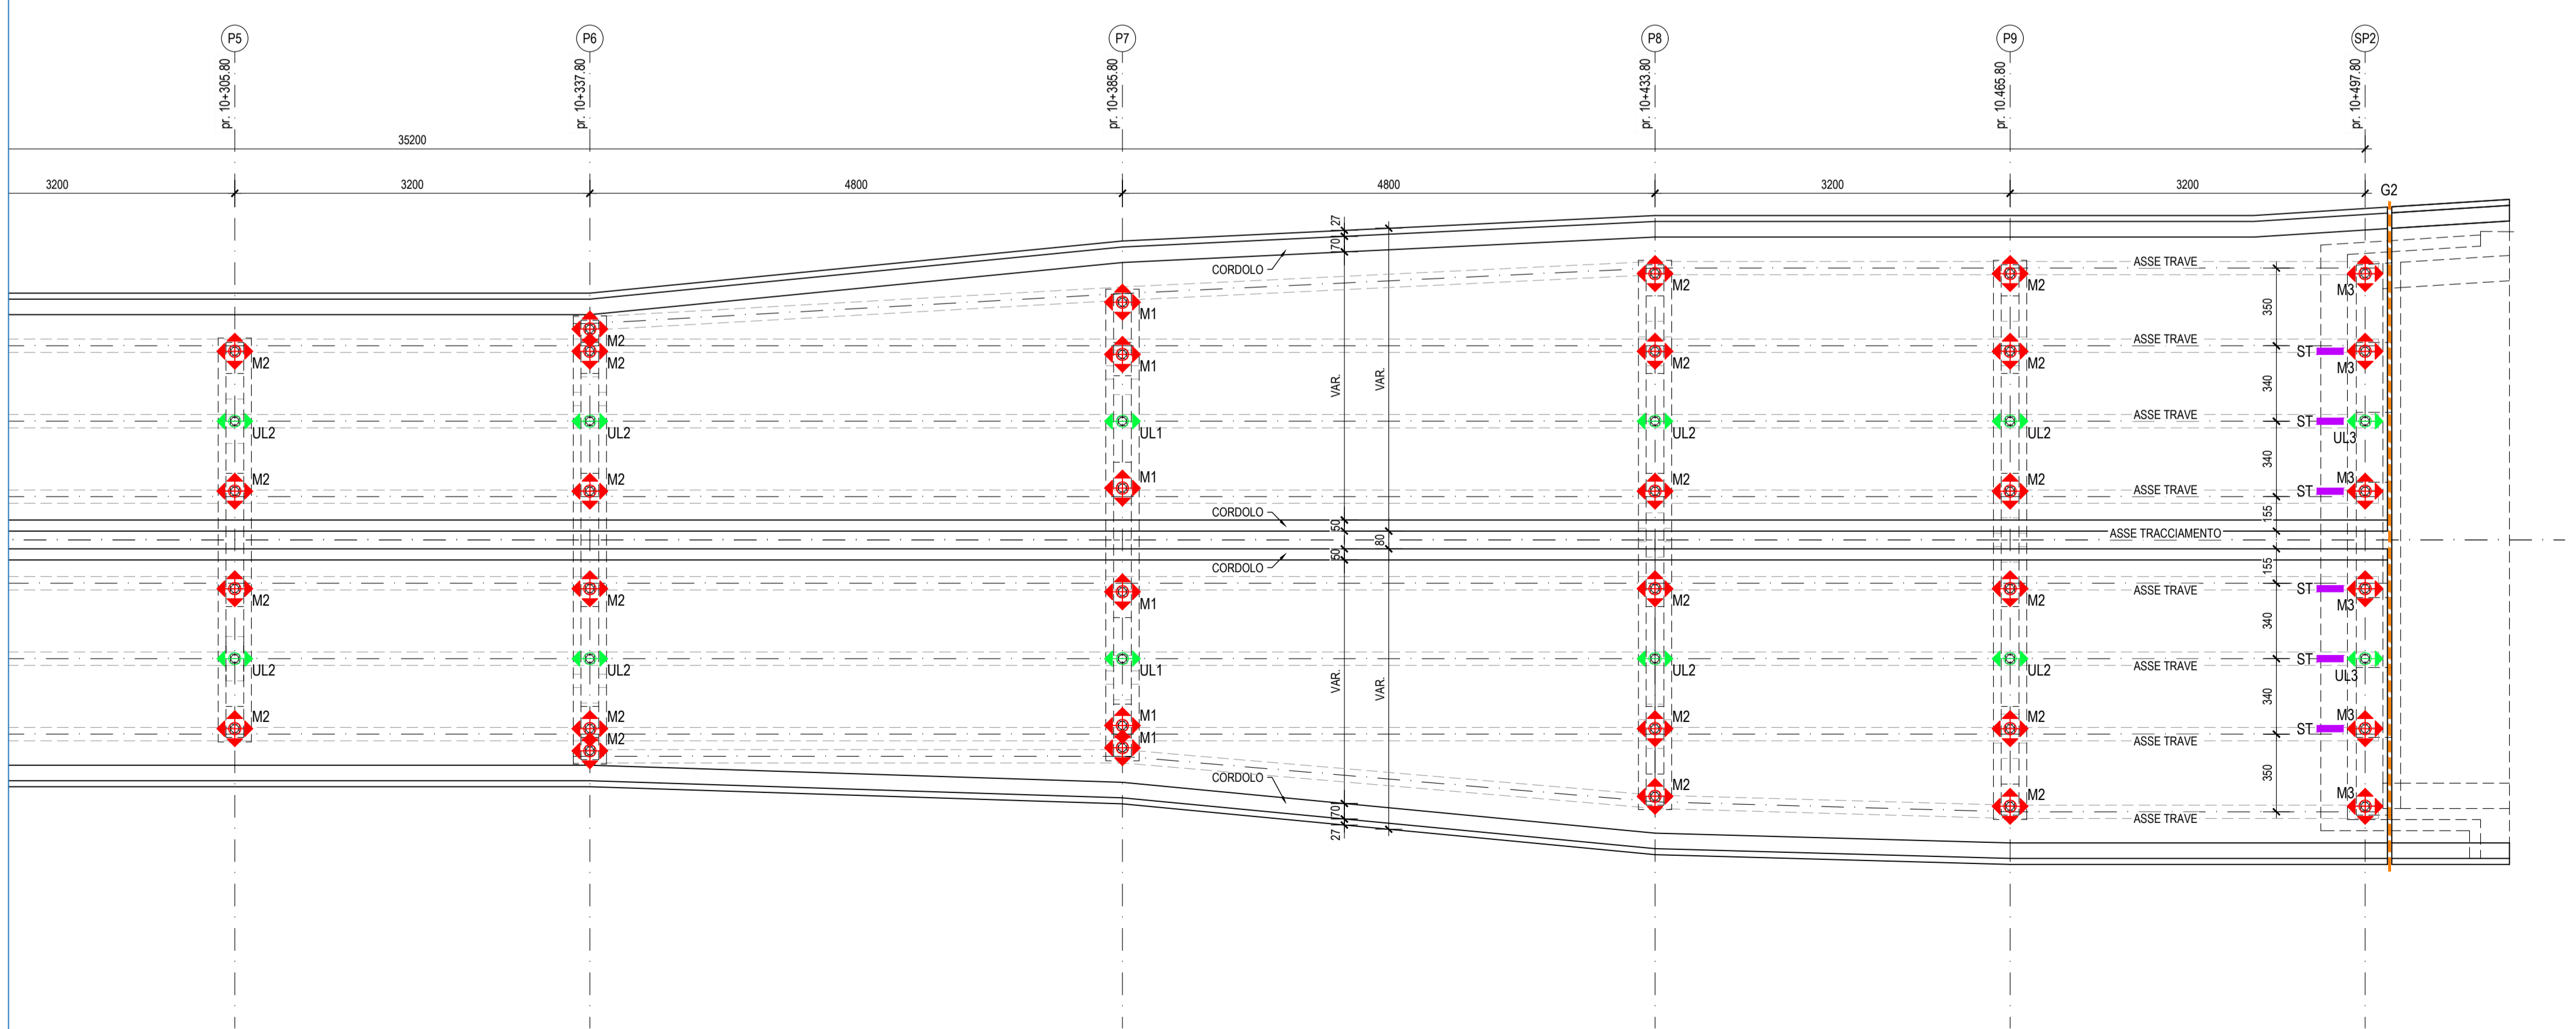 P5 P6 P7 P8 P9 SP2
pr. 10+305.80 pr. 10+337.80 pr. 10+385.80 pr. 10+433.80 pr. 10.465.80 pr. 10+497.80
35200
3200 3200 4800 4800 3200 3200
G2
27
70
CORDOLO
ASSE TRAVE
M2 M2 M3
M1
350
M2
ASSE TRAVE
M2 M2 M1 M2 M2 ST M3
VAR. VAR.
340
ASSE TRAVE
ST
UL2 UL2 UL1 UL2 UL2 UL3
340
M2 M2 M1 M2 M2 ASSE TRAVE ST M3
CORDOLO
50
155
80
ASSE TRACCIAMENTO
50
155
CORDOLO
M2 M2 M1 M2 M2 ASSE TRAVE ST M3
340
ST
UL2 UL2 UL1 UL2 UL2 ASSE TRAVE UL3
VAR. VAR.
340
M2 M2 M1 M2 M2 M3
ST
M2 M1 ASSE TRAVE
CORDOLO
350
M2 M2 M3
70
ASSE TRAVE
27